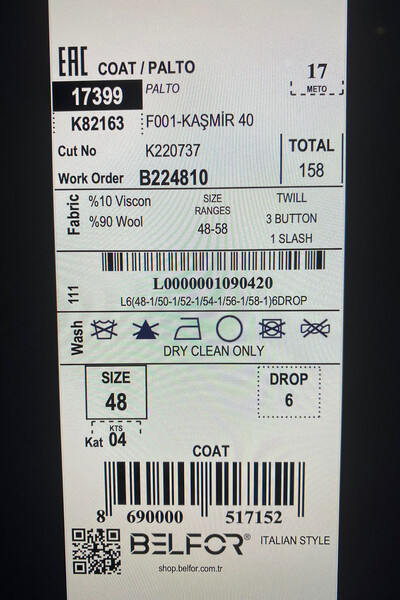 EAC COAT / PALTO
17
METO
17399 PALTO
K82163 F001-KAŞMİR 40
Cut No K220737
TOTAL
158
Work Order B224810
Fabric
%10 Viscon
%90 Wool
SIZE
RANGES
48-58
TWILL
3 BUTTON
1 SLASH
111
L0000001090420
L6(48-1/50-1/52-1/54-1/56-1/58-1)6DROP
Wash
DRY CLEAN ONLY
SIZE
48
DROP
6
KTS
Kat 04
COAT
8 690000 517152
BELFOR® ITALIAN STYLE
shop.belfor.com.tr